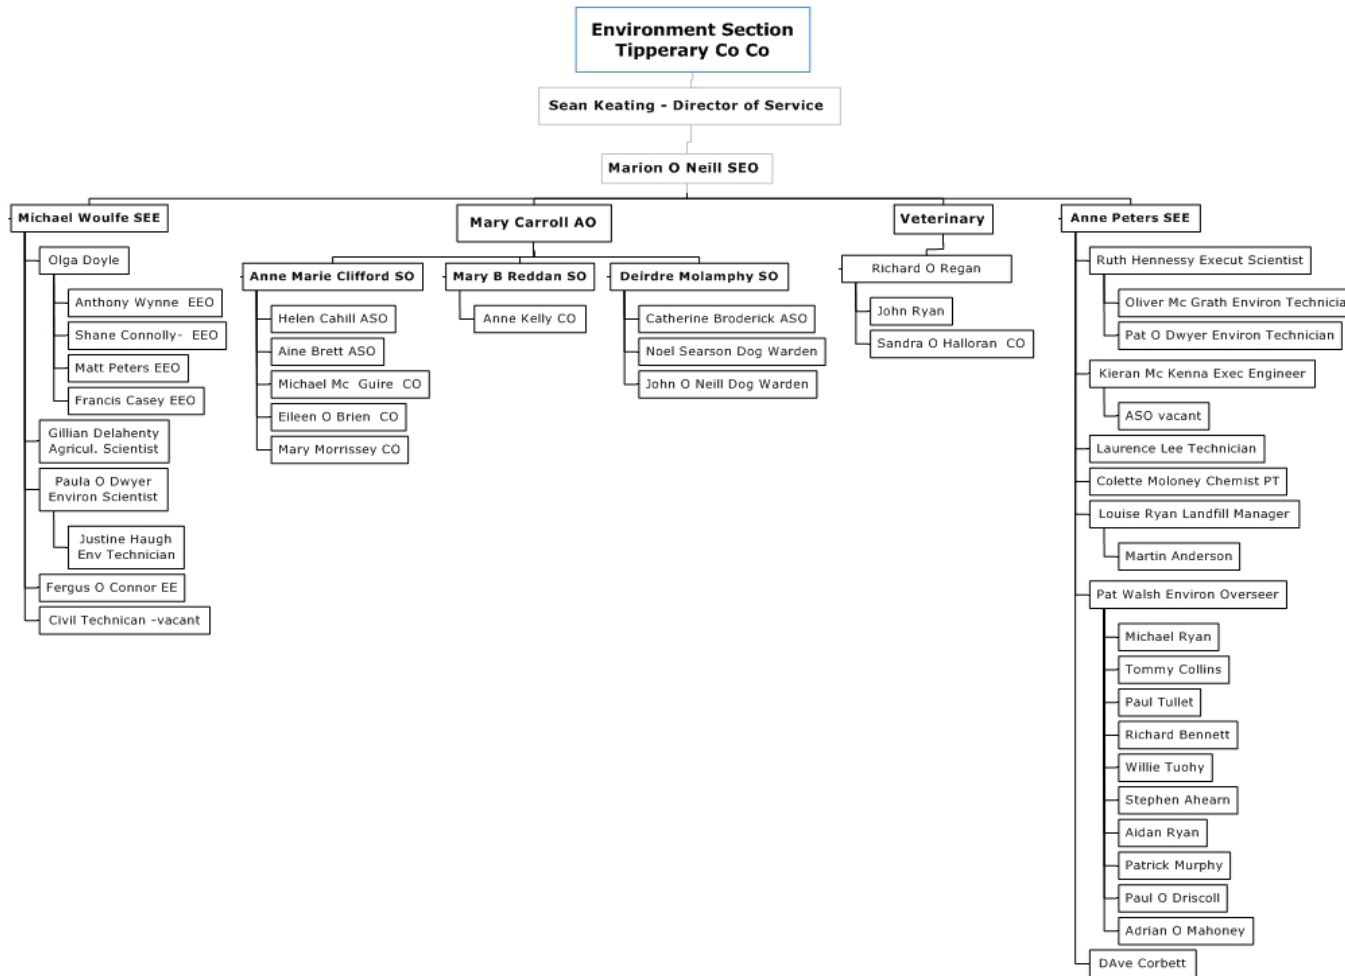 Environment Section
Tipperary Co Co
Sean Keating - Director of Service
Marion O Neill SEO
Michael Woulfe SEE
Olga Doyle
Anthony Wynne EEO
Shane Connolly- EEO
Matt Peters EEO
Francis Casey EEO
Gillian Delahenty
Agricul. Scientist
Paula O Dwyer
Environ Scientist
Justine Haugh
Env Technician
Fergus O Connor EE
Civil Technican -vacant
Mary Carroll AO
Anne Marie Clifford SO
Helen Cahill ASO
Aine Brett ASO
Michael Mc Guire CO
Eileen O Brien CO
Mary Morrissey CO
Mary B Reddan SO
Anne Kelly CO
Deirdre Molamphy SO
Catherine Broderick ASO
Noel Searson Dog Warden
John O Neill Dog Warden
Veterinary
Richard O Regan
John Ryan
Sandra O Halloran CO
Anne Peters SEE
Ruth Hennessy Execut Scientist
Oliver Mc Grath Environ Technicia
Pat O Dwyer Environ Technician
Kieran Mc Kenna Exec Engineer
ASO vacant
Laurence Lee Technician
Colette Moloney Chemist PT
Louise Ryan Landfill Manager
Martin Anderson
Pat Walsh Environ Overseer
Michael Ryan
Tommy Collins
Paul Tullet
Richard Bennett
Willie Tuohy
Stephen Ahearn
Aidan Ryan
Patrick Murphy
Paul O Driscoll
Adrian O Mahoney
DAve Corbett